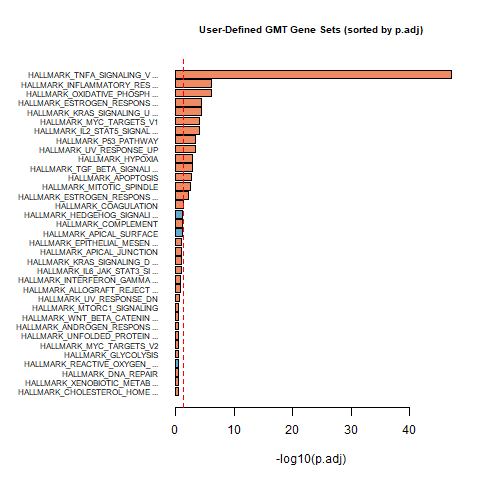 User-Defined GMT Gene Sets (sorted by p.adj)
HALLMARK_TNFA_SIGNALING_V ...
HALLMARK_INFLAMMATORY_RES ...
HALLMARK_OXIDATIVE_PHOSPH ...
HALLMARK_ESTROGEN_RESPONS ...
HALLMARK_KRAS_SIGNALING_U ...
HALLMARK_MYC_TARGETS_V1
HALLMARK_IL2_STAT5_SIGNAL ...
HALLMARK_P53_PATHWAY
HALLMARK_UV_RESPONSE_UP
HALLMARK_HYPOXIA
HALLMARK_TGF_BETA_SIGNALI ...
HALLMARK_APOPTOSIS
HALLMARK_MITOTIC_SPINDLE
HALLMARK_ESTROGEN_RESPONS ...
HALLMARK_COAGULATION
HALLMARK_HEDGEHOG_SIGNALI ...
HALLMARK_COMPLEMENT
HALLMARK_APICAL_SURFACE
HALLMARK_EPITHELIAL_MESEN ...
HALLMARK_APICAL_JUNCTION
HALLMARK_KRAS_SIGNALING_D ...
HALLMARK_IL6_JAK_STAT3_SI ...
HALLMARK_INTERFERON_GAMMA ...
HALLMARK_ALLOGRAFT_REJECT ...
HALLMARK_UV_RESPONSE_DN
HALLMARK_MTORC1_SIGNALING
HALLMARK_WNT_BETA_CATENIN ...
HALLMARK_ANDROGEN_RESPONS ...
HALLMARK_UNFOLDED_PROTEIN ...
HALLMARK_MYC_TARGETS_V2
HALLMARK_GLYCOLYSIS
HALLMARK_REACTIVE_OXYGEN_ ...
HALLMARK_DNA_REPAIR
HALLMARK_XENOBIOTIC_METAB ...
HALLMARK_CHOLESTEROL_HOME ...
0 10 20 30 40
-log10(p.adj)